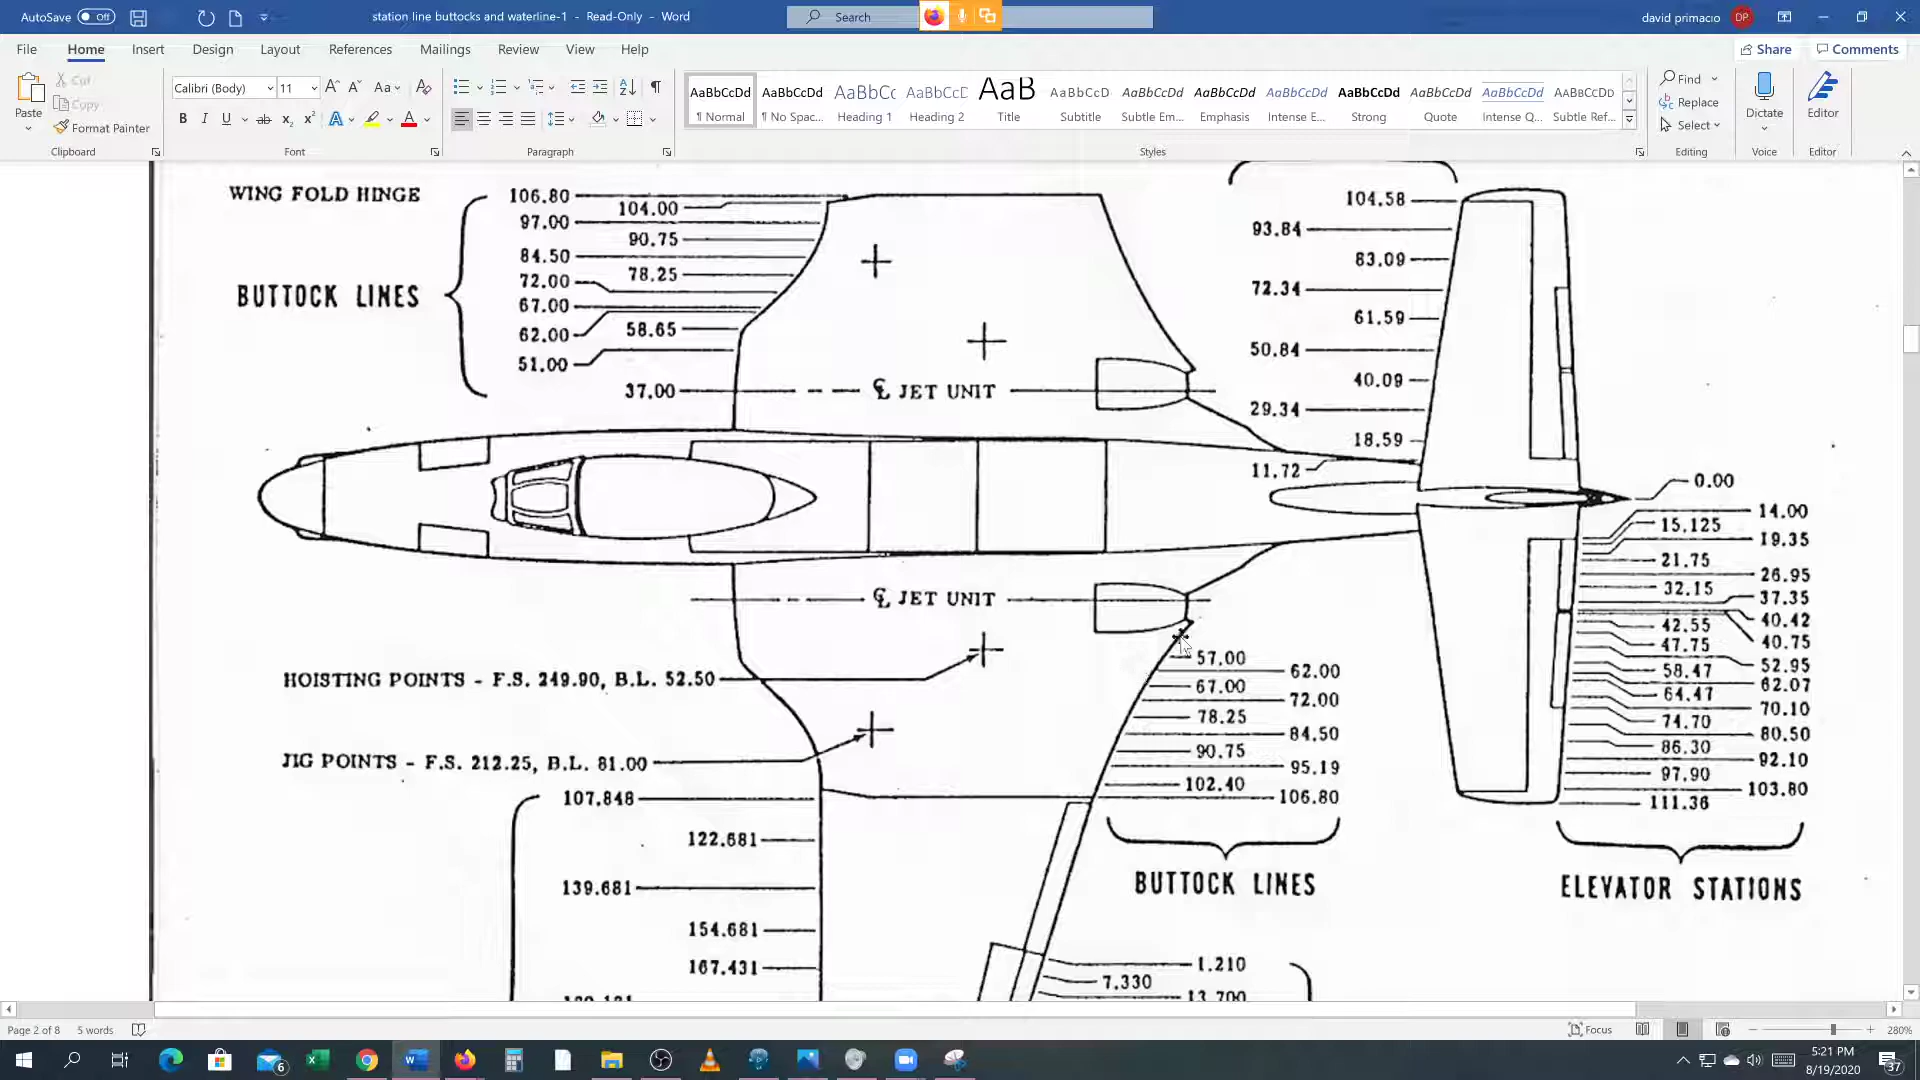 AutoSave Off
station line buttocks and waterline-1 - Read-Only - Word
Search
david primacio DP
File Home Insert Design Layout References Mailings Review View Help
Share Comments
Paste
Cut
Copy
Format Painter
Clipboard
Calibri (Body) 11
Font
Paragraph
AaBbCcDd AaBbCcDd AaBbCc AaBbCcD AaB AaBbCcD AaBbCcDd AaBbCcDd AaBbCcDd AaBbCcDd AaBbCcDd AaBbCcDd AABBCCDD
¶ Normal ¶ No Spac... Heading 1 Heading 2 Title Subtitle Subtle Em... Emphasis Intense E... Strong Quote Intense Q... Subtle Ref...
Styles
Find
Replace
Select
Editing
Dictate
Voice
Editor
Editor
WING FOLD HINGE
BUTTOCK LINES
106.80
104.00
97.00
90.75
84.50
78.25
72.00
67.00
62.00
58.65
51.00
37.00
℄ JET UNIT
104.58
93.84
83.09
72.34
61.59
50.84
40.09
29.34
18.59
11.72
0.00
14.00
15.125
19.35
21.75
26.95
32.15
37.35
40.42
42.55
40.75
47.75
52.95
58.47
62.07
64.47
70.10
74.70
80.50
86.30
92.10
97.90
103.80
111.36
ELEVATOR STATIONS
℄ JET UNIT
HOISTING POINTS - F.S. 249.90, B.L. 52.50
JIG POINTS - F.S. 212.25, B.L. 81.00
57.00
62.00
67.00
72.00
78.25
84.50
90.75
95.19
102.40
106.80
BUTTOCK LINES
107.848
122.681
139.681
154.681
167.431
1.210
7.330
13.700
Page 2 of 8 5 words
Focus
280%
6
5:21 PM
8/19/2020
37